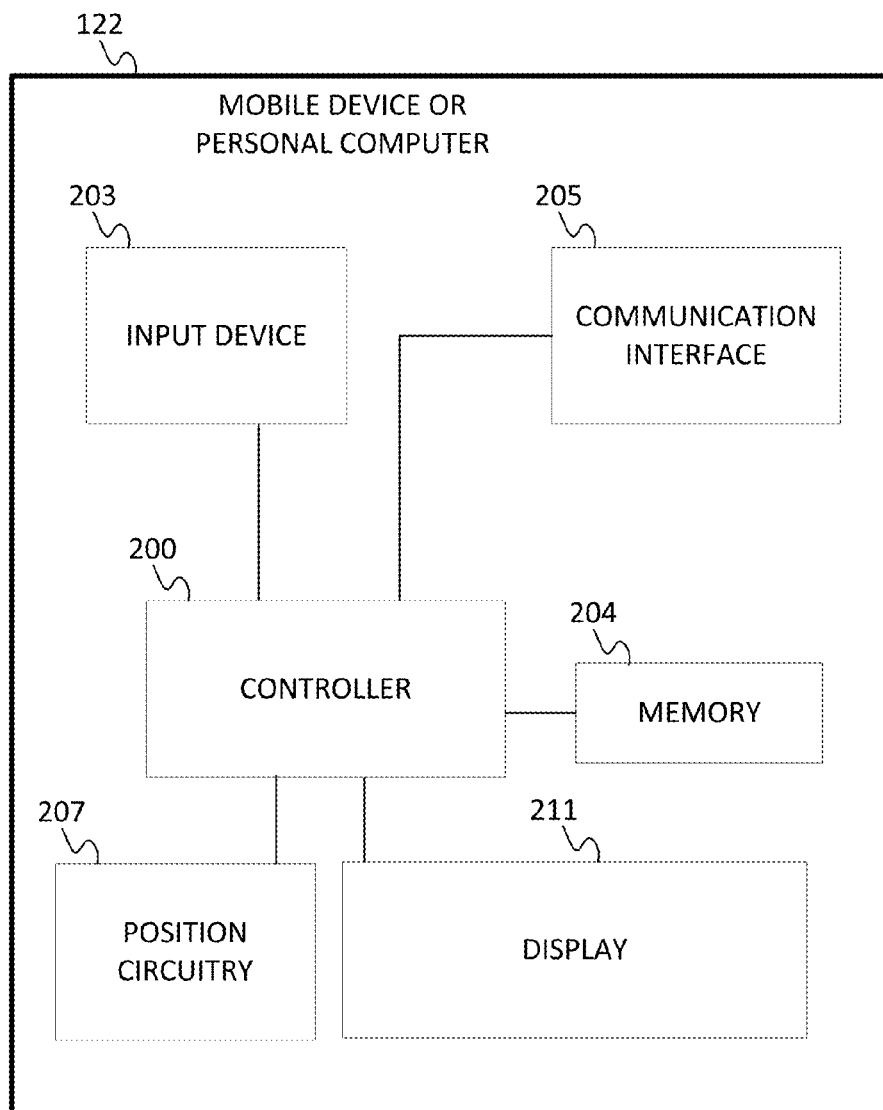 122
MOBILE DEVICE OR
PERSONAL COMPUTER
203
205
INPUT DEVICE
COMMUNICATION
INTERFACE
200
204
CONTROLLER
MEMORY
207
211
POSITION
CIRCUITRY
DISPLAY